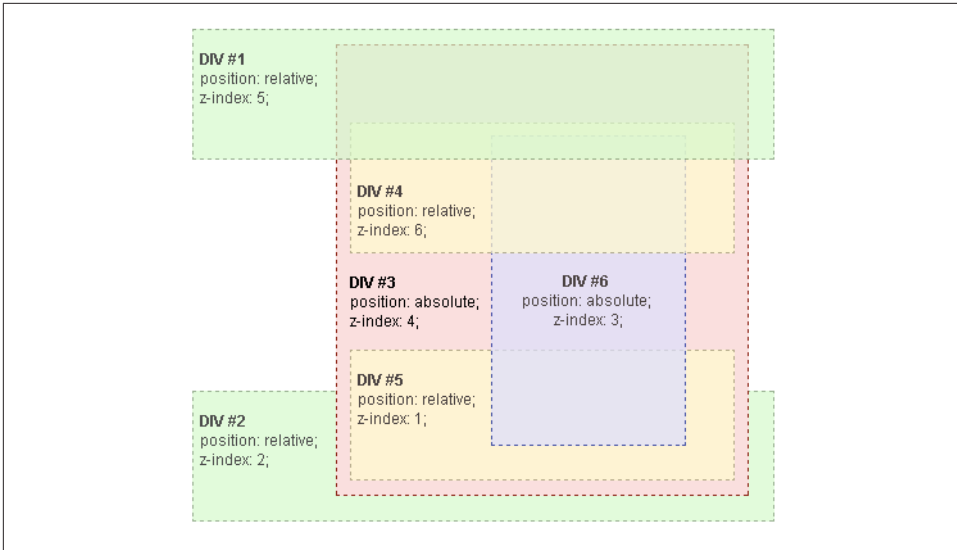 DIV #1
position: relative;
z-index: 5;
DIV #4
position: relative;
z-index: 6;
DIV #3
position: absolute;
z-index: 4;
DIV #6
position: absolute;
z-index: 3;
DIV #5
position: relative;
z-index: 1;
DIV #2
position: relative;
z-index: 2;